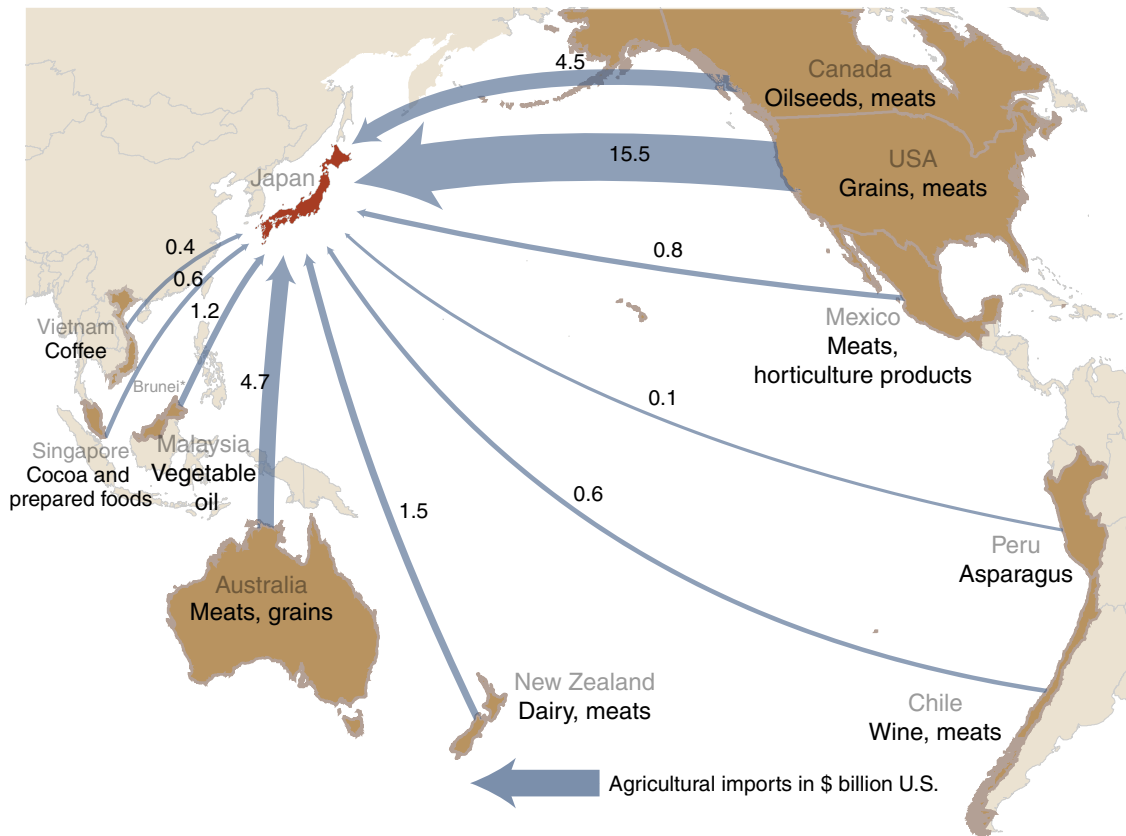 4.5
Canada
Oilseeds, meats
15.5
USA
Grains, meats
Japan
0.4
0.6
1.2
0.8
Vietnam
Coffee
Mexico
Meats,
horticulture products
Brunei*
4.7
0.1
Singapore
Cocoa and
prepared foods
Malaysia
Vegetable
oil
1.5
0.6
Peru
Asparagus
Australia
Meats, grains
New Zealand
Dairy, meats
Chile
Wine, meats
Agricultural imports in $ billion U.S.